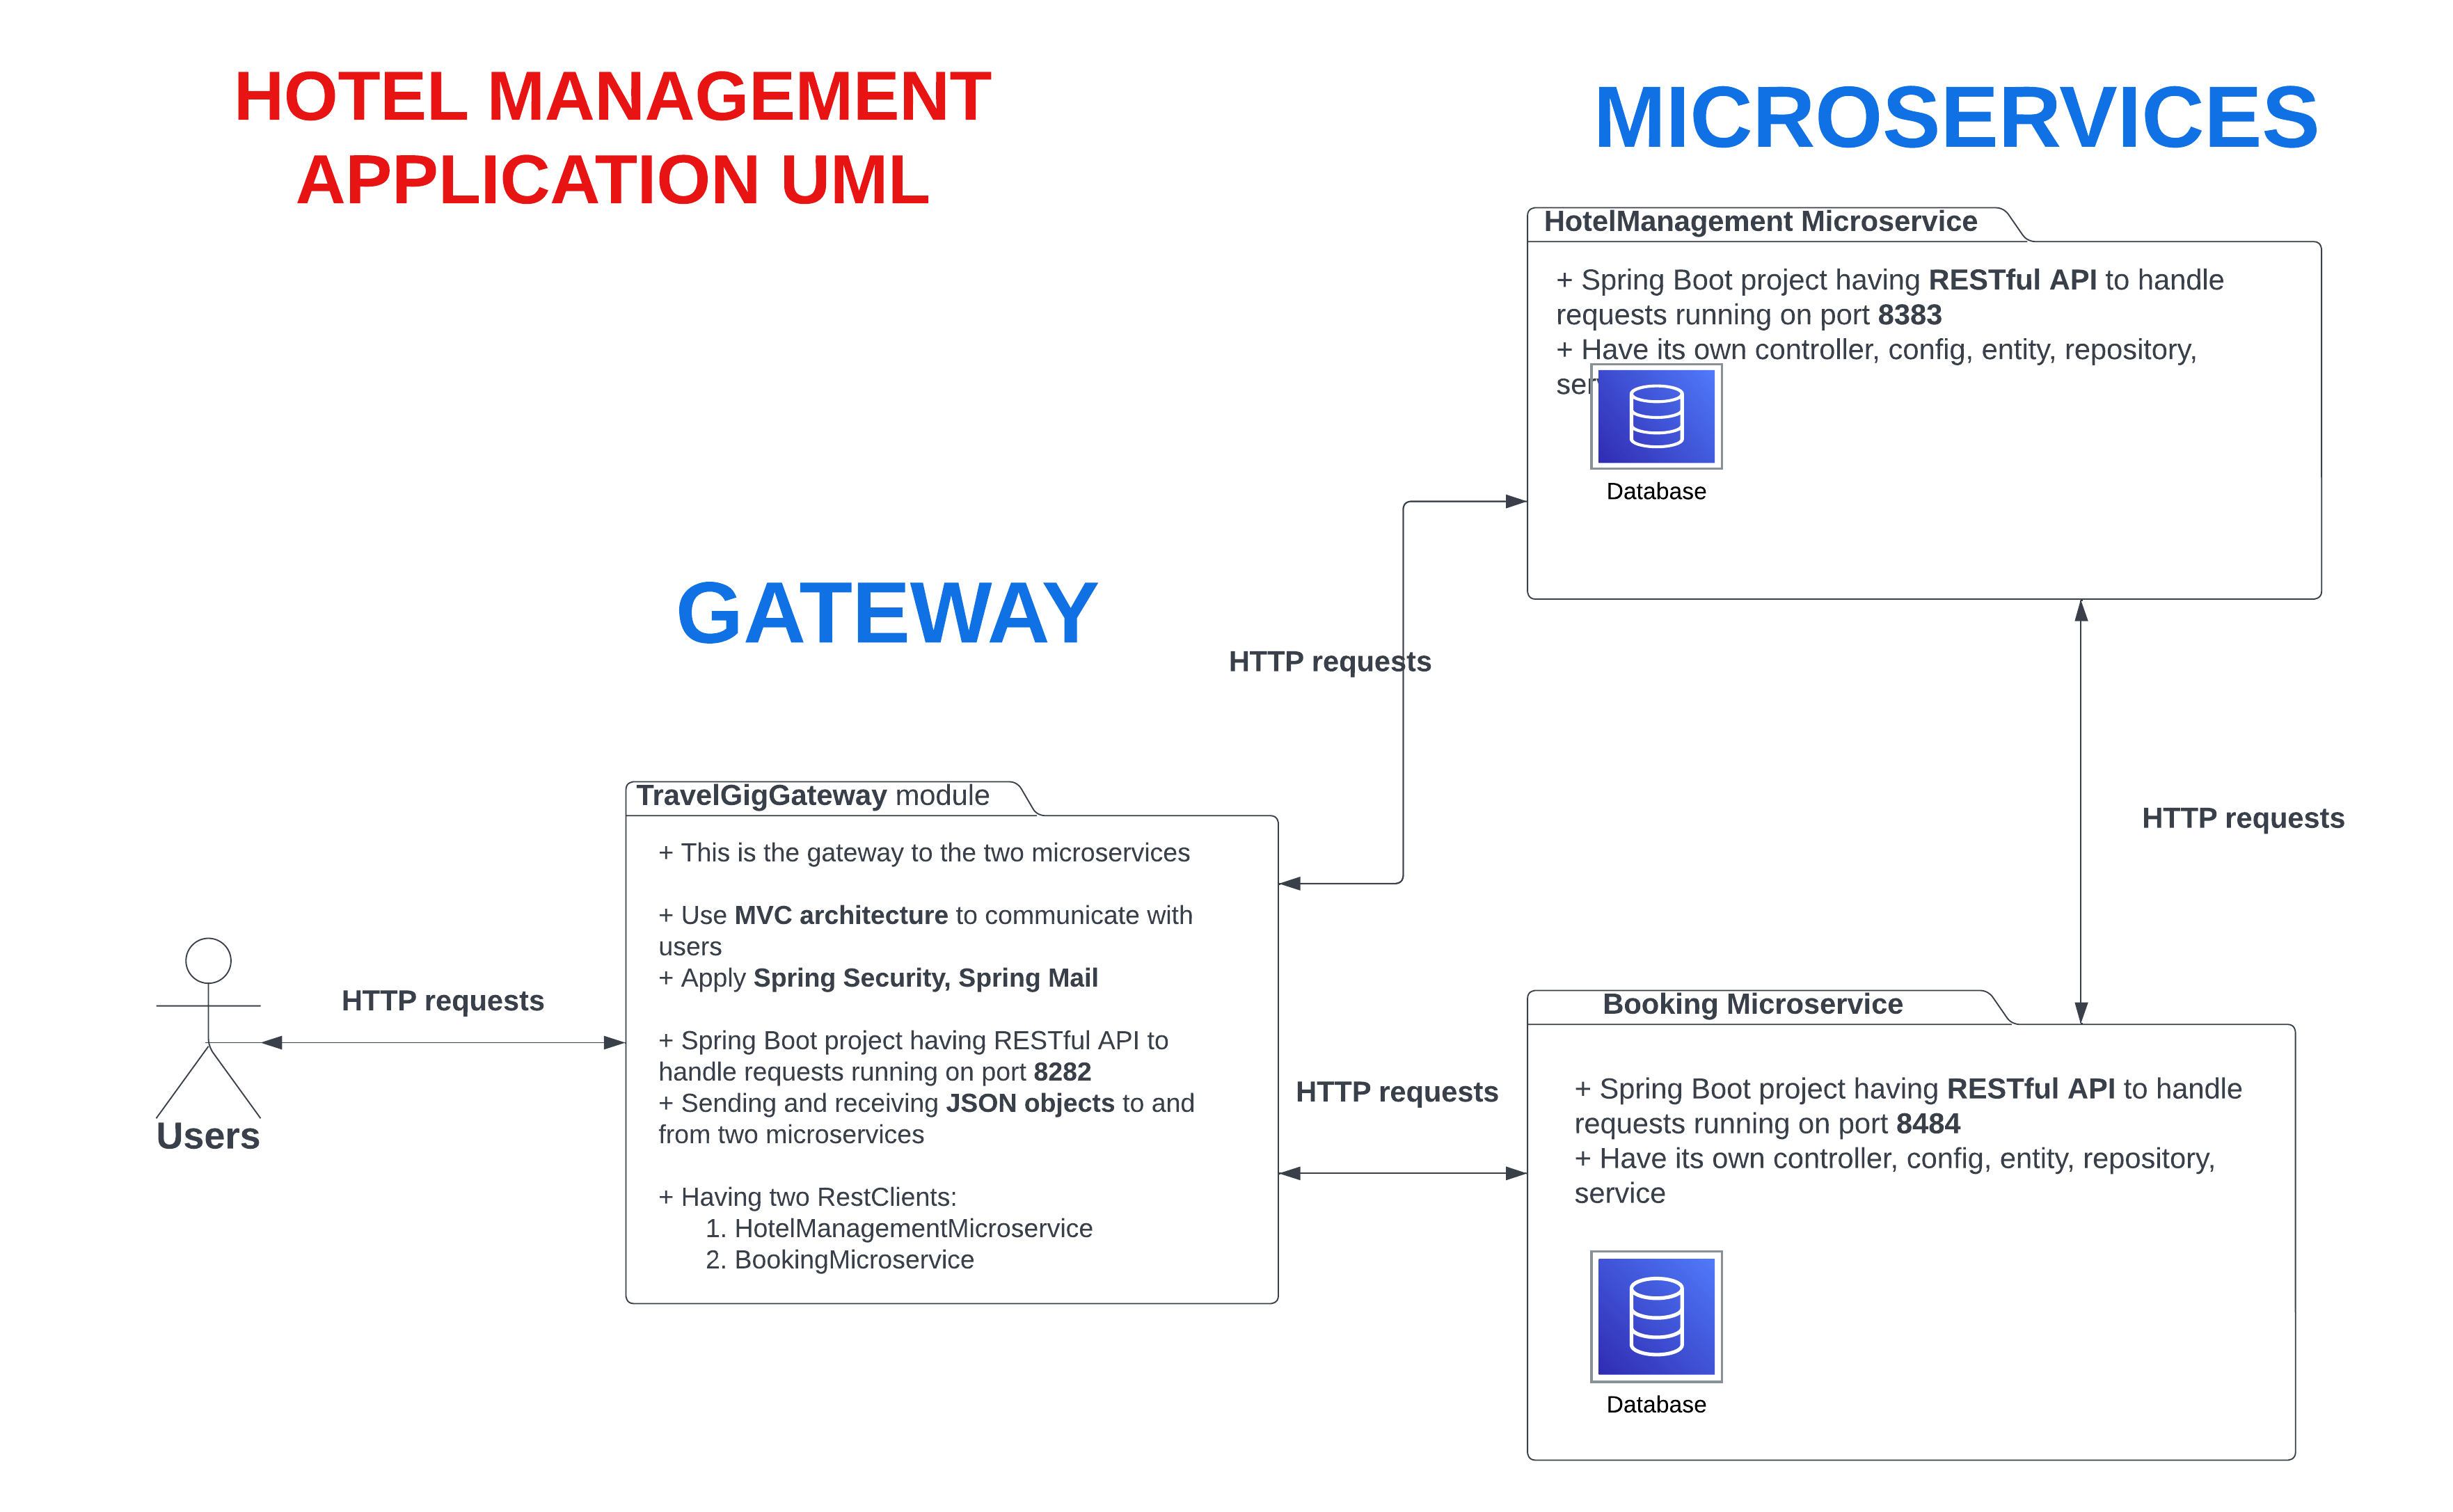 HOTEL MANAGEMENT
APPLICATION UML
MICROSERVICES
HotelManagement Microservice
+ Spring Boot project having RESTful API to handle
requests running on port 8383
+ Have its own controller, config, entity, repository,
Database
GATEWAY
HTTP requests
TravelGigGateway module
+ This is the gateway to the two microservices
+ Use MVC architecture to communicate with
users
+ Apply Spring Security, Spring Mail
+ Spring Boot project having RESTful API to
handle requests running on port 8282
+ Sending and receiving JSON objects to and
from two microservices
+ Having two RestClients:
1. HotelManagementMicroservice
2. BookingMicroservice
HTTP requests
Users
HTTP requests
HTTP requests
Booking Microservice
+ Spring Boot project having RESTful API to handle
requests running on port 8484
+ Have its own controller, config, entity, repository,
service
Database